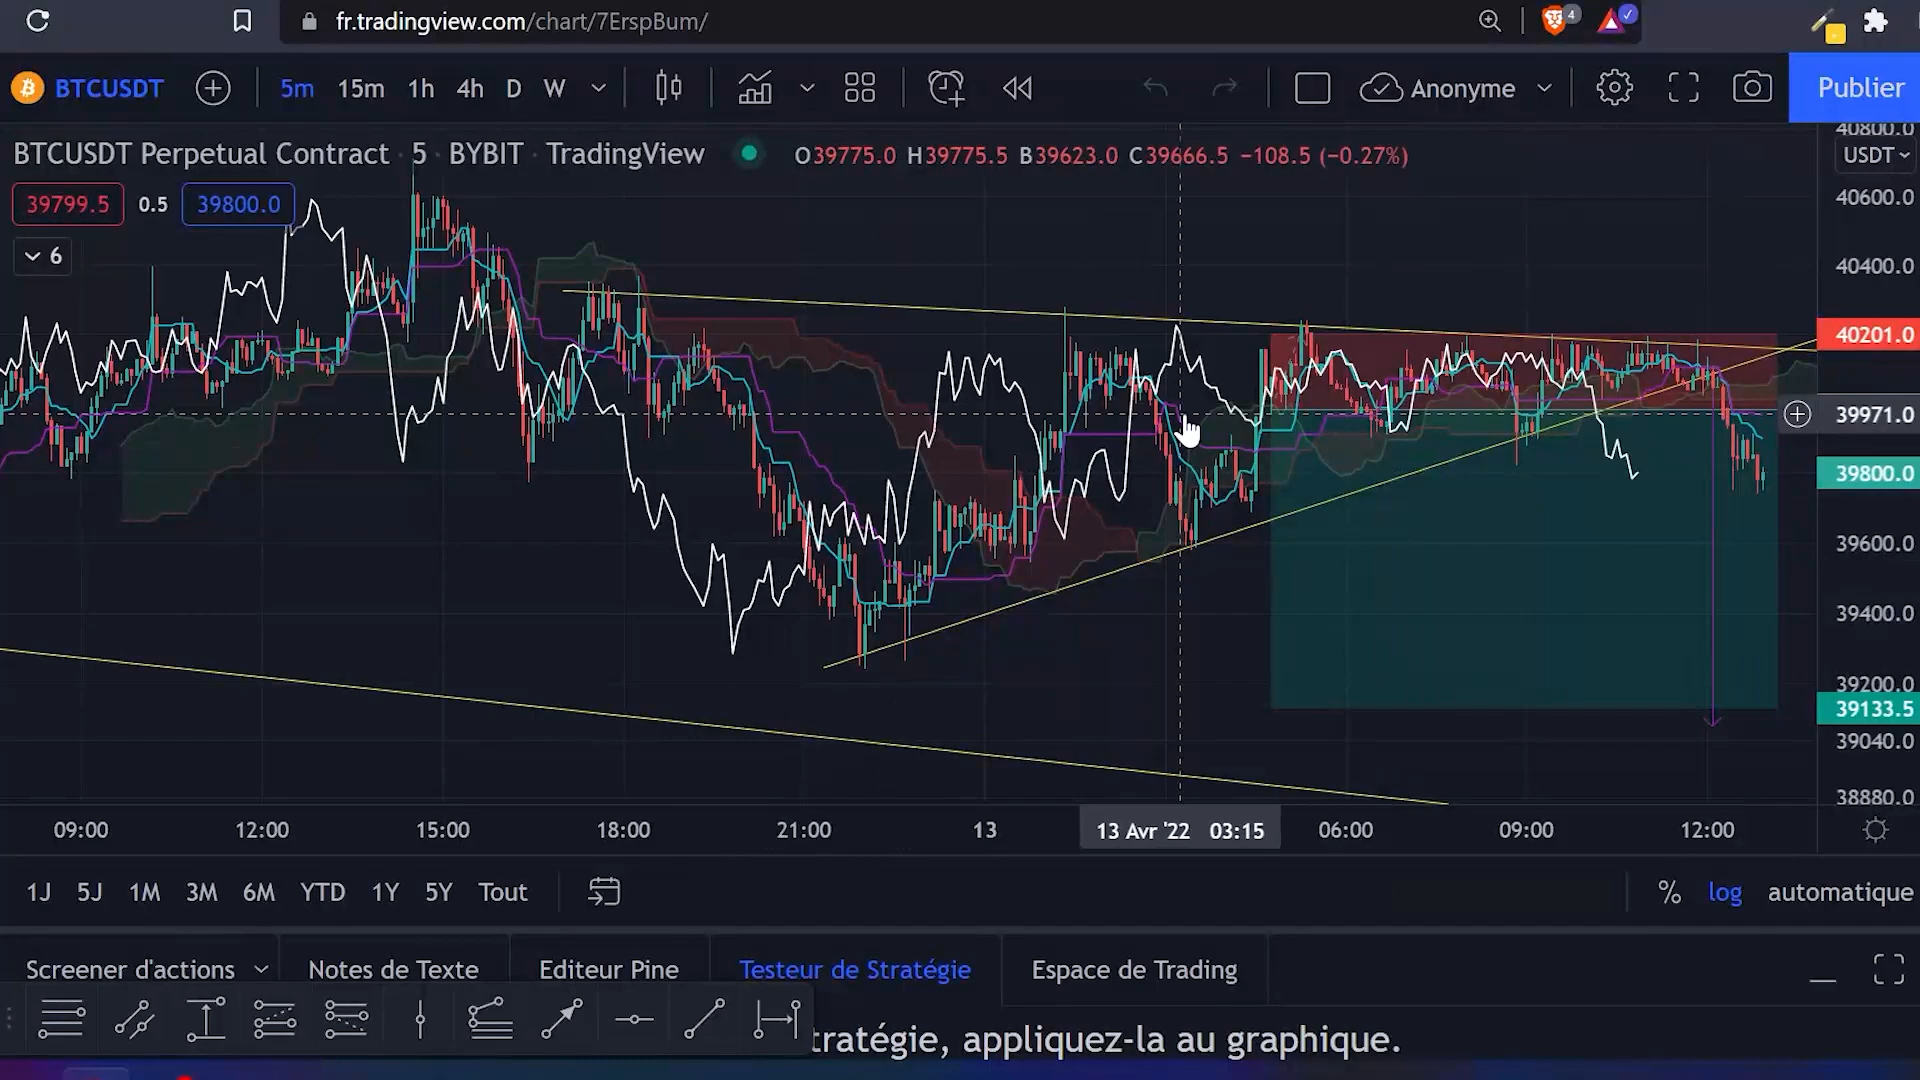 fr.tradingview.com/chart/7ErspBum/
4
BTCUSDT 5m 15m 1h 4h D W Anonyme Publier
BTCUSDT Perpetual Contract · 5 · BYBIT · TradingView O39775.0 H39775.5 B39623.0 C39666.5 −108.5 (−0.27%)
39799.5 0.5 39800.0
6
40800.0
USDT
40600.0
40400.0
40201.0
39971.0
39800.0
39600.0
39400.0
39200.0
39133.5
39040.0
38880.0
09:00 12:00 15:00 18:00 21:00 13 13 Avr '22 03:15 06:00 09:00 12:00
1J 5J 1M 3M 6M YTD 1Y 5Y Tout % log automatique
Screener d'actions Notes de Texte Editeur Pine Testeur de Stratégie Espace de Trading
tratégie, appliquez-la au graphique.